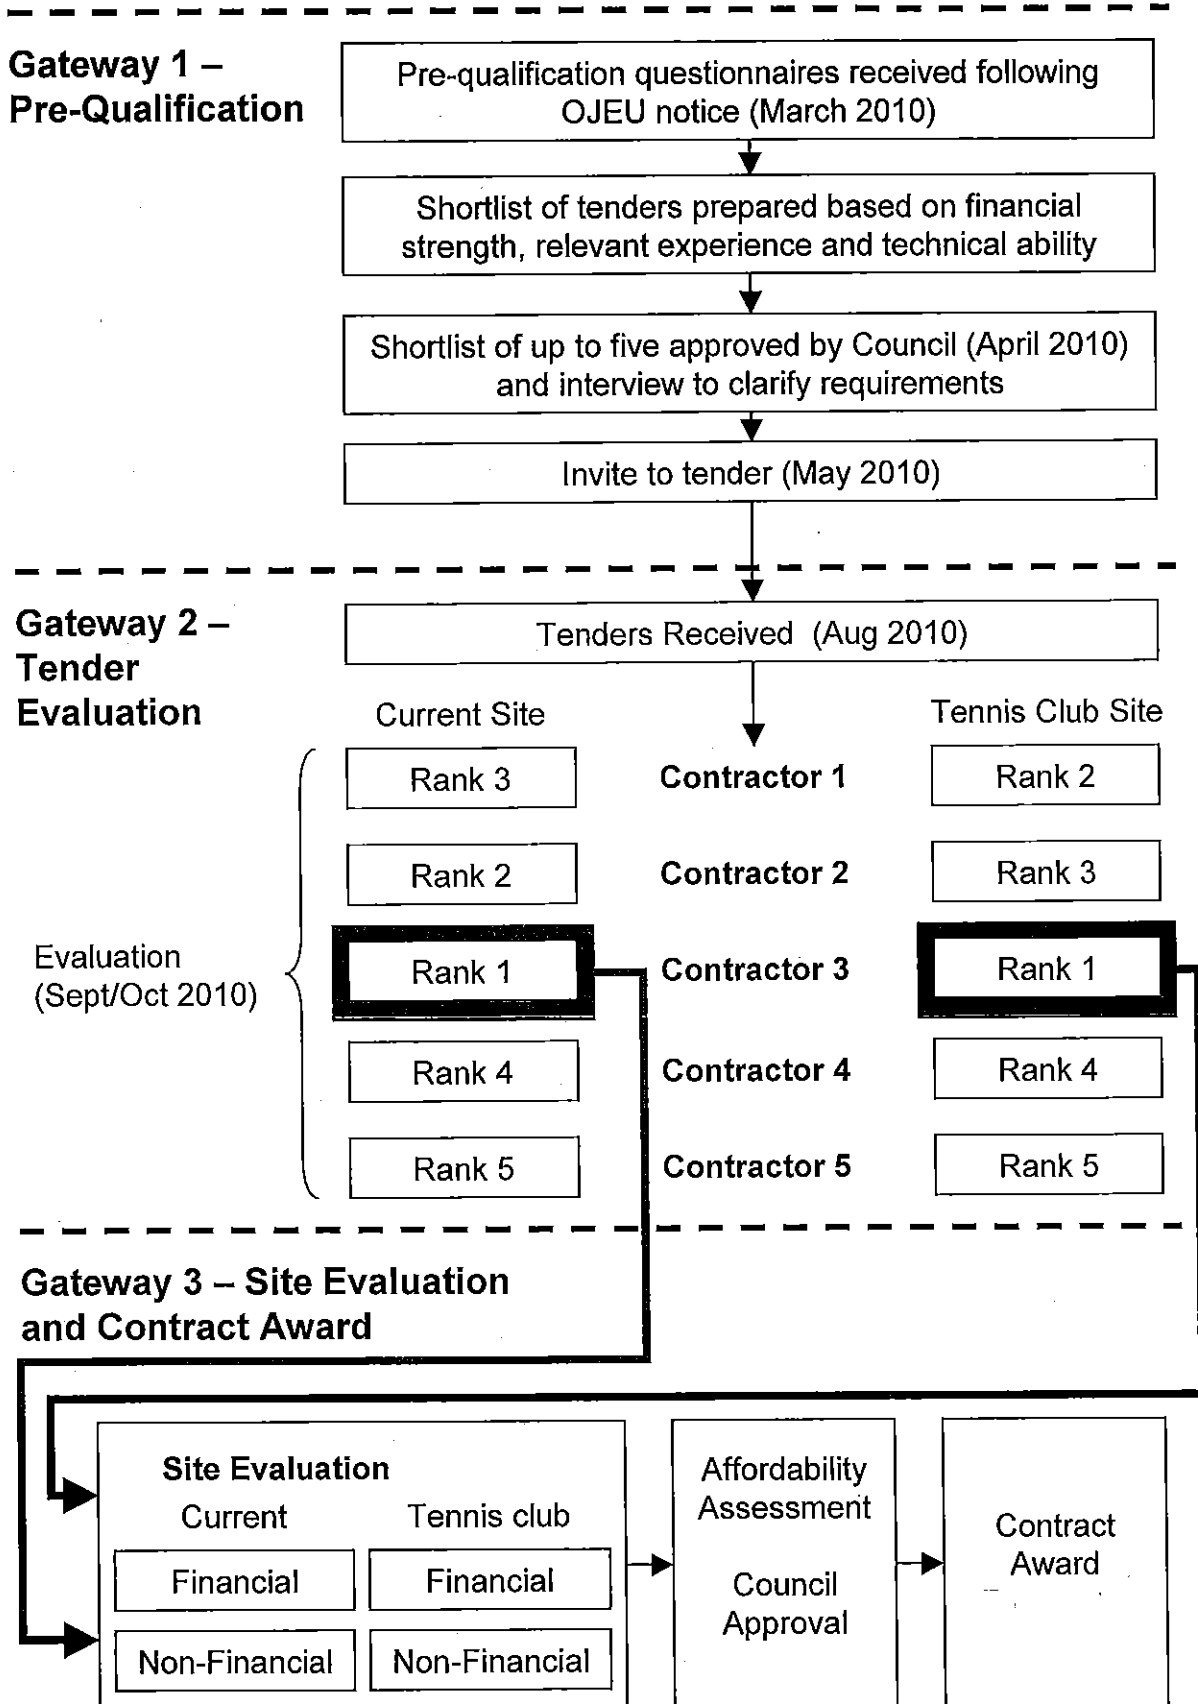 Gateway 1 –
Pre-Qualification
Pre-qualification questionnaires received following
OJEU notice (March 2010)
Shortlist of tenders prepared based on financial
strength, relevant experience and technical ability
Shortlist of up to five approved by Council (April 2010)
and interview to clarify requirements
Invite to tender (May 2010)
Gateway 2 –
Tender
Evaluation
Tenders Received (Aug 2010)
Current Site
Tennis Club Site
Rank 3
Contractor 1
Rank 2
Rank 2
Contractor 2
Rank 3
Evaluation
(Sept/Oct 2010)
Rank 1
Contractor 3
Rank 1
Rank 4
Contractor 4
Rank 4
Rank 5
Contractor 5
Rank 5
Gateway 3 – Site Evaluation
and Contract Award
Site Evaluation
Current
Tennis club
Financial
Financial
Non-Financial
Non-Financial
Affordability
Assessment
Council
Approval
Contract
Award